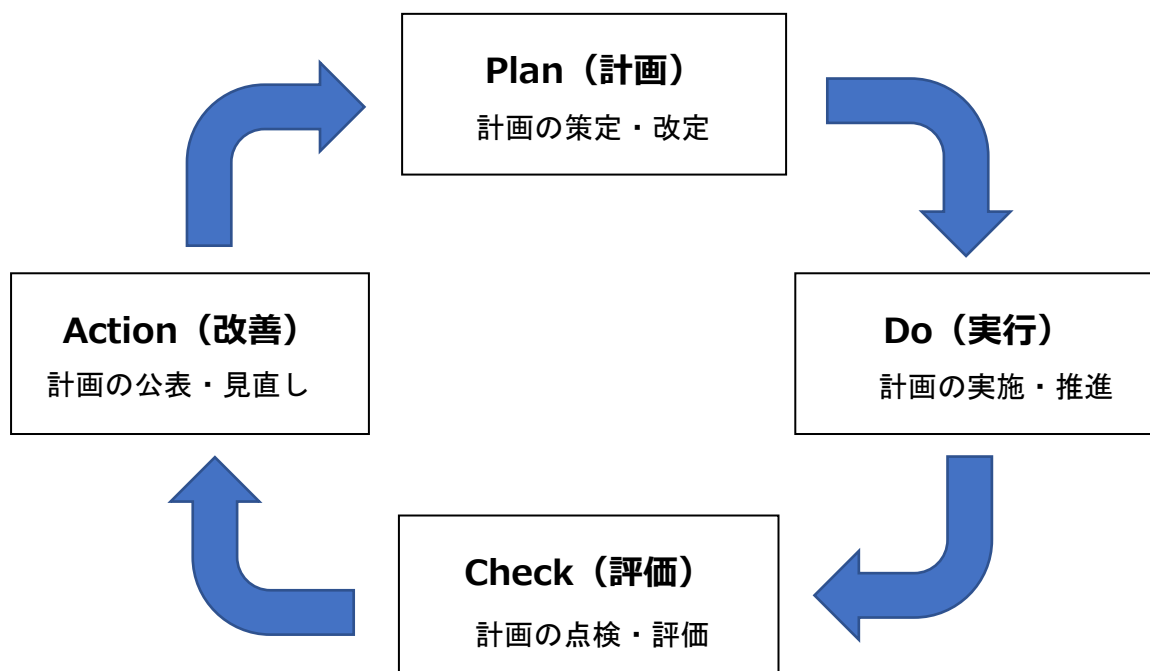 Plan（計画）
計画の策定・改定
Do（実行）
計画の実施・推進
Check（評価）
計画の点検・評価
Action（改善）
計画の公表・見直し